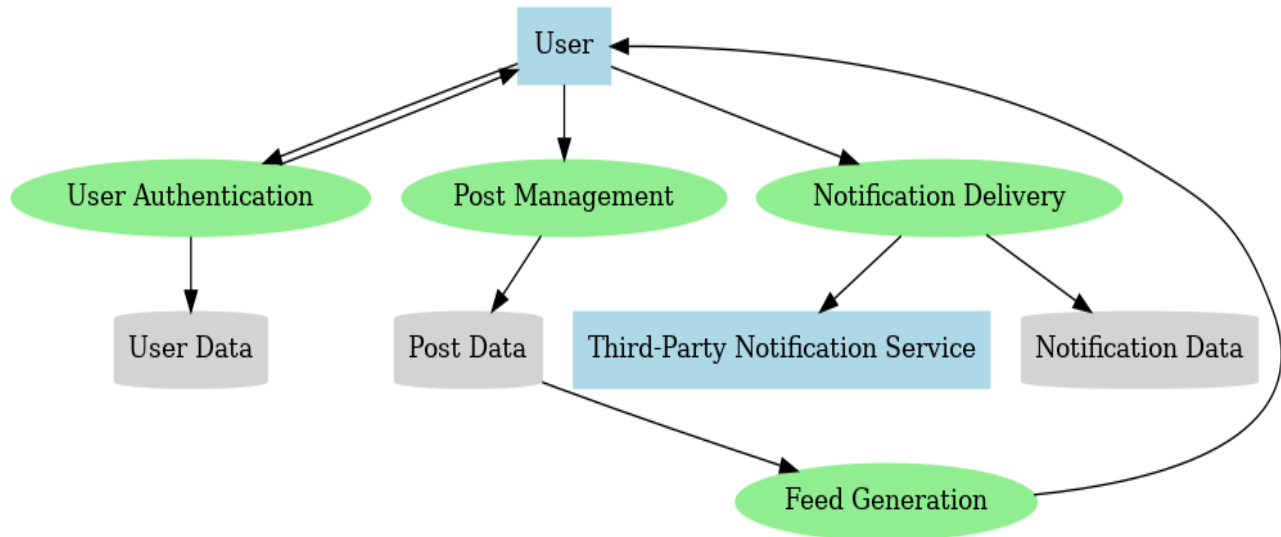 User
User Authentication
Post Management
Notification Delivery
User Data
Post Data
Third-Party Notification Service
Notification Data
Feed Generation